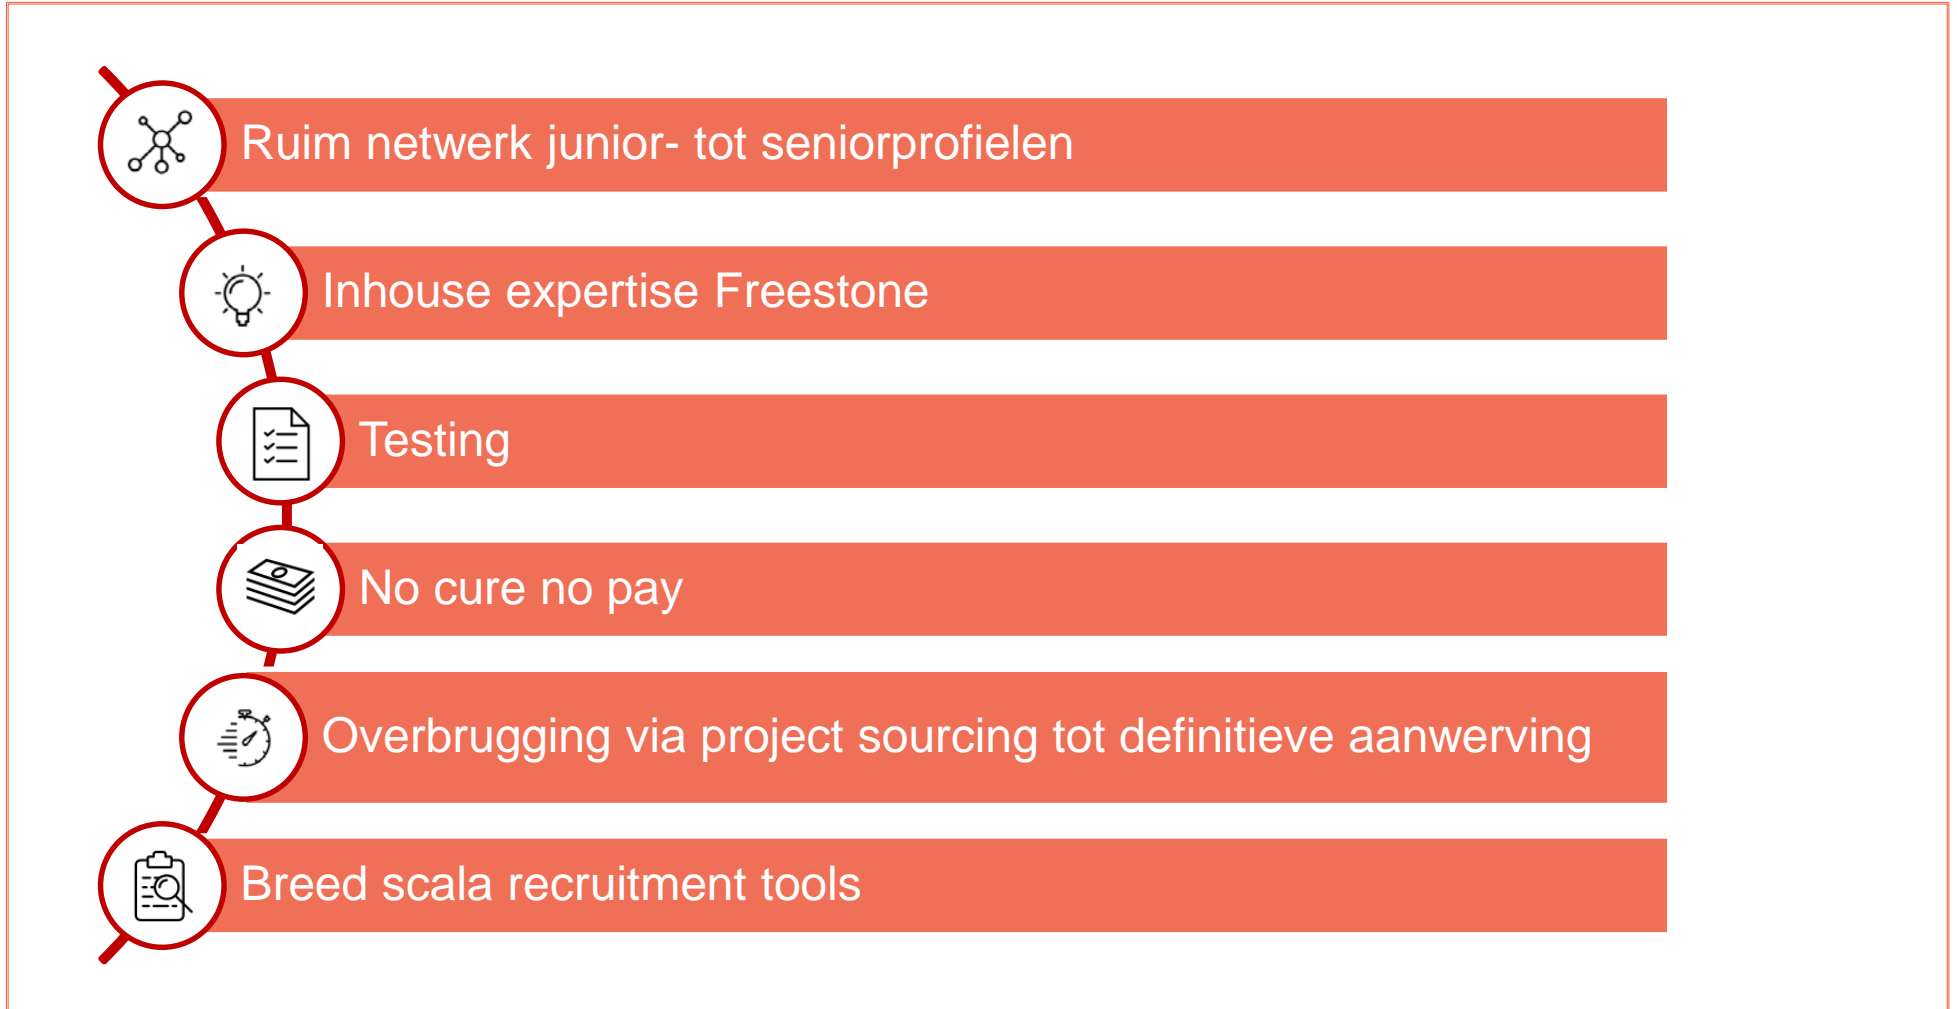 Ruim netwerk junior- tot seniorprofielen
Inhouse expertise Freestone
Testing
No cure no pay
Overbrugging via project sourcing tot definitieve aanwerving
Breed scala recruitment tools